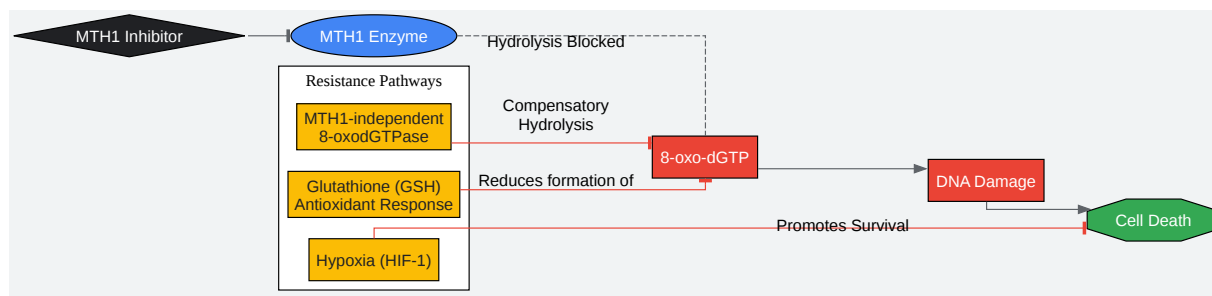 MTH1 Inhibitor
MTH1 Enzyme
Hydrolysis Blocked
Resistance Pathways
MTH1-independent
8-oxodGTPase
Compensatory
Hydrolysis
8-oxo-dGTP
DNA Damage
Glutathione (GSH)
Antioxidant Response
Reduces formation of
Promotes Survival
Cell Death
Hypoxia (HIF-1)